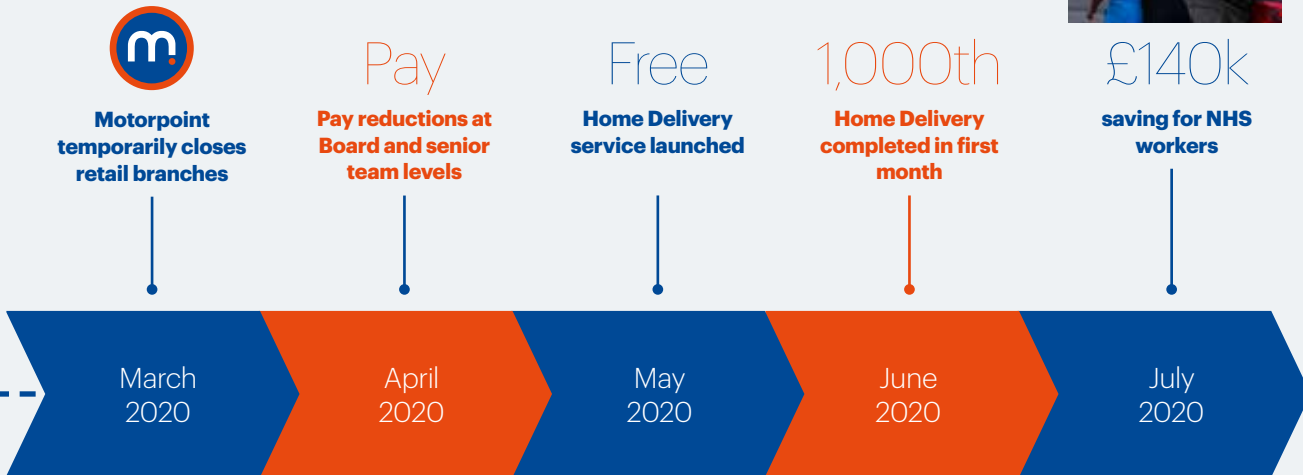 m.
Motorpoint
temporarily closes
retail branches
Pay
Pay reductions at
Board and senior
team levels
Free
Home Delivery
service launched
1,000th
Home Delivery
completed in first
month
£140k
saving for NHS
workers
March
2020
April
2020
May
2020
June
2020
July
2020